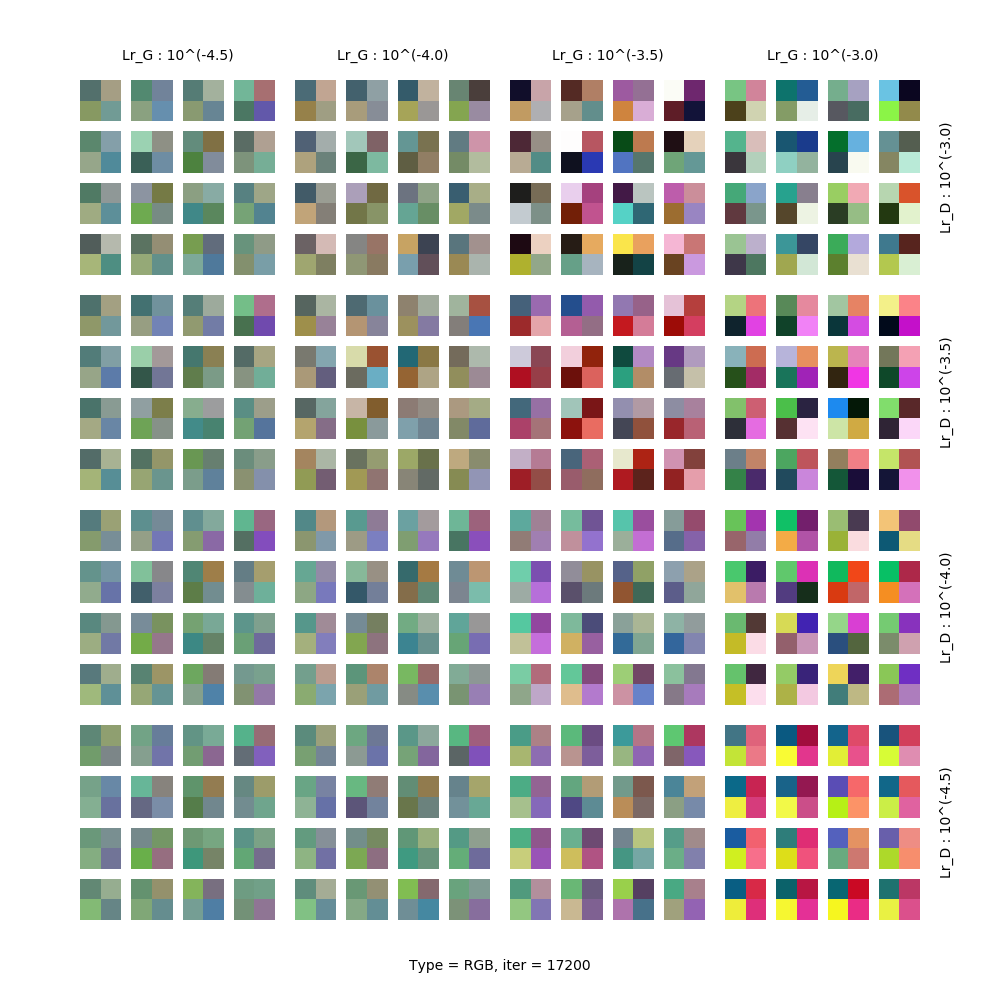 Lr_G : 10^(-4.5)
Lr_G : 10^(-4.0)
Lr_G : 10^(-3.5)
Lr_G : 10^(-3.0)
Lr_D : 10^(-3.0)
Lr_D : 10^(-3.5)
Lr_D : 10^(-4.0)
Lr_D : 10^(-4.5)
Type = RGB, iter = 17200